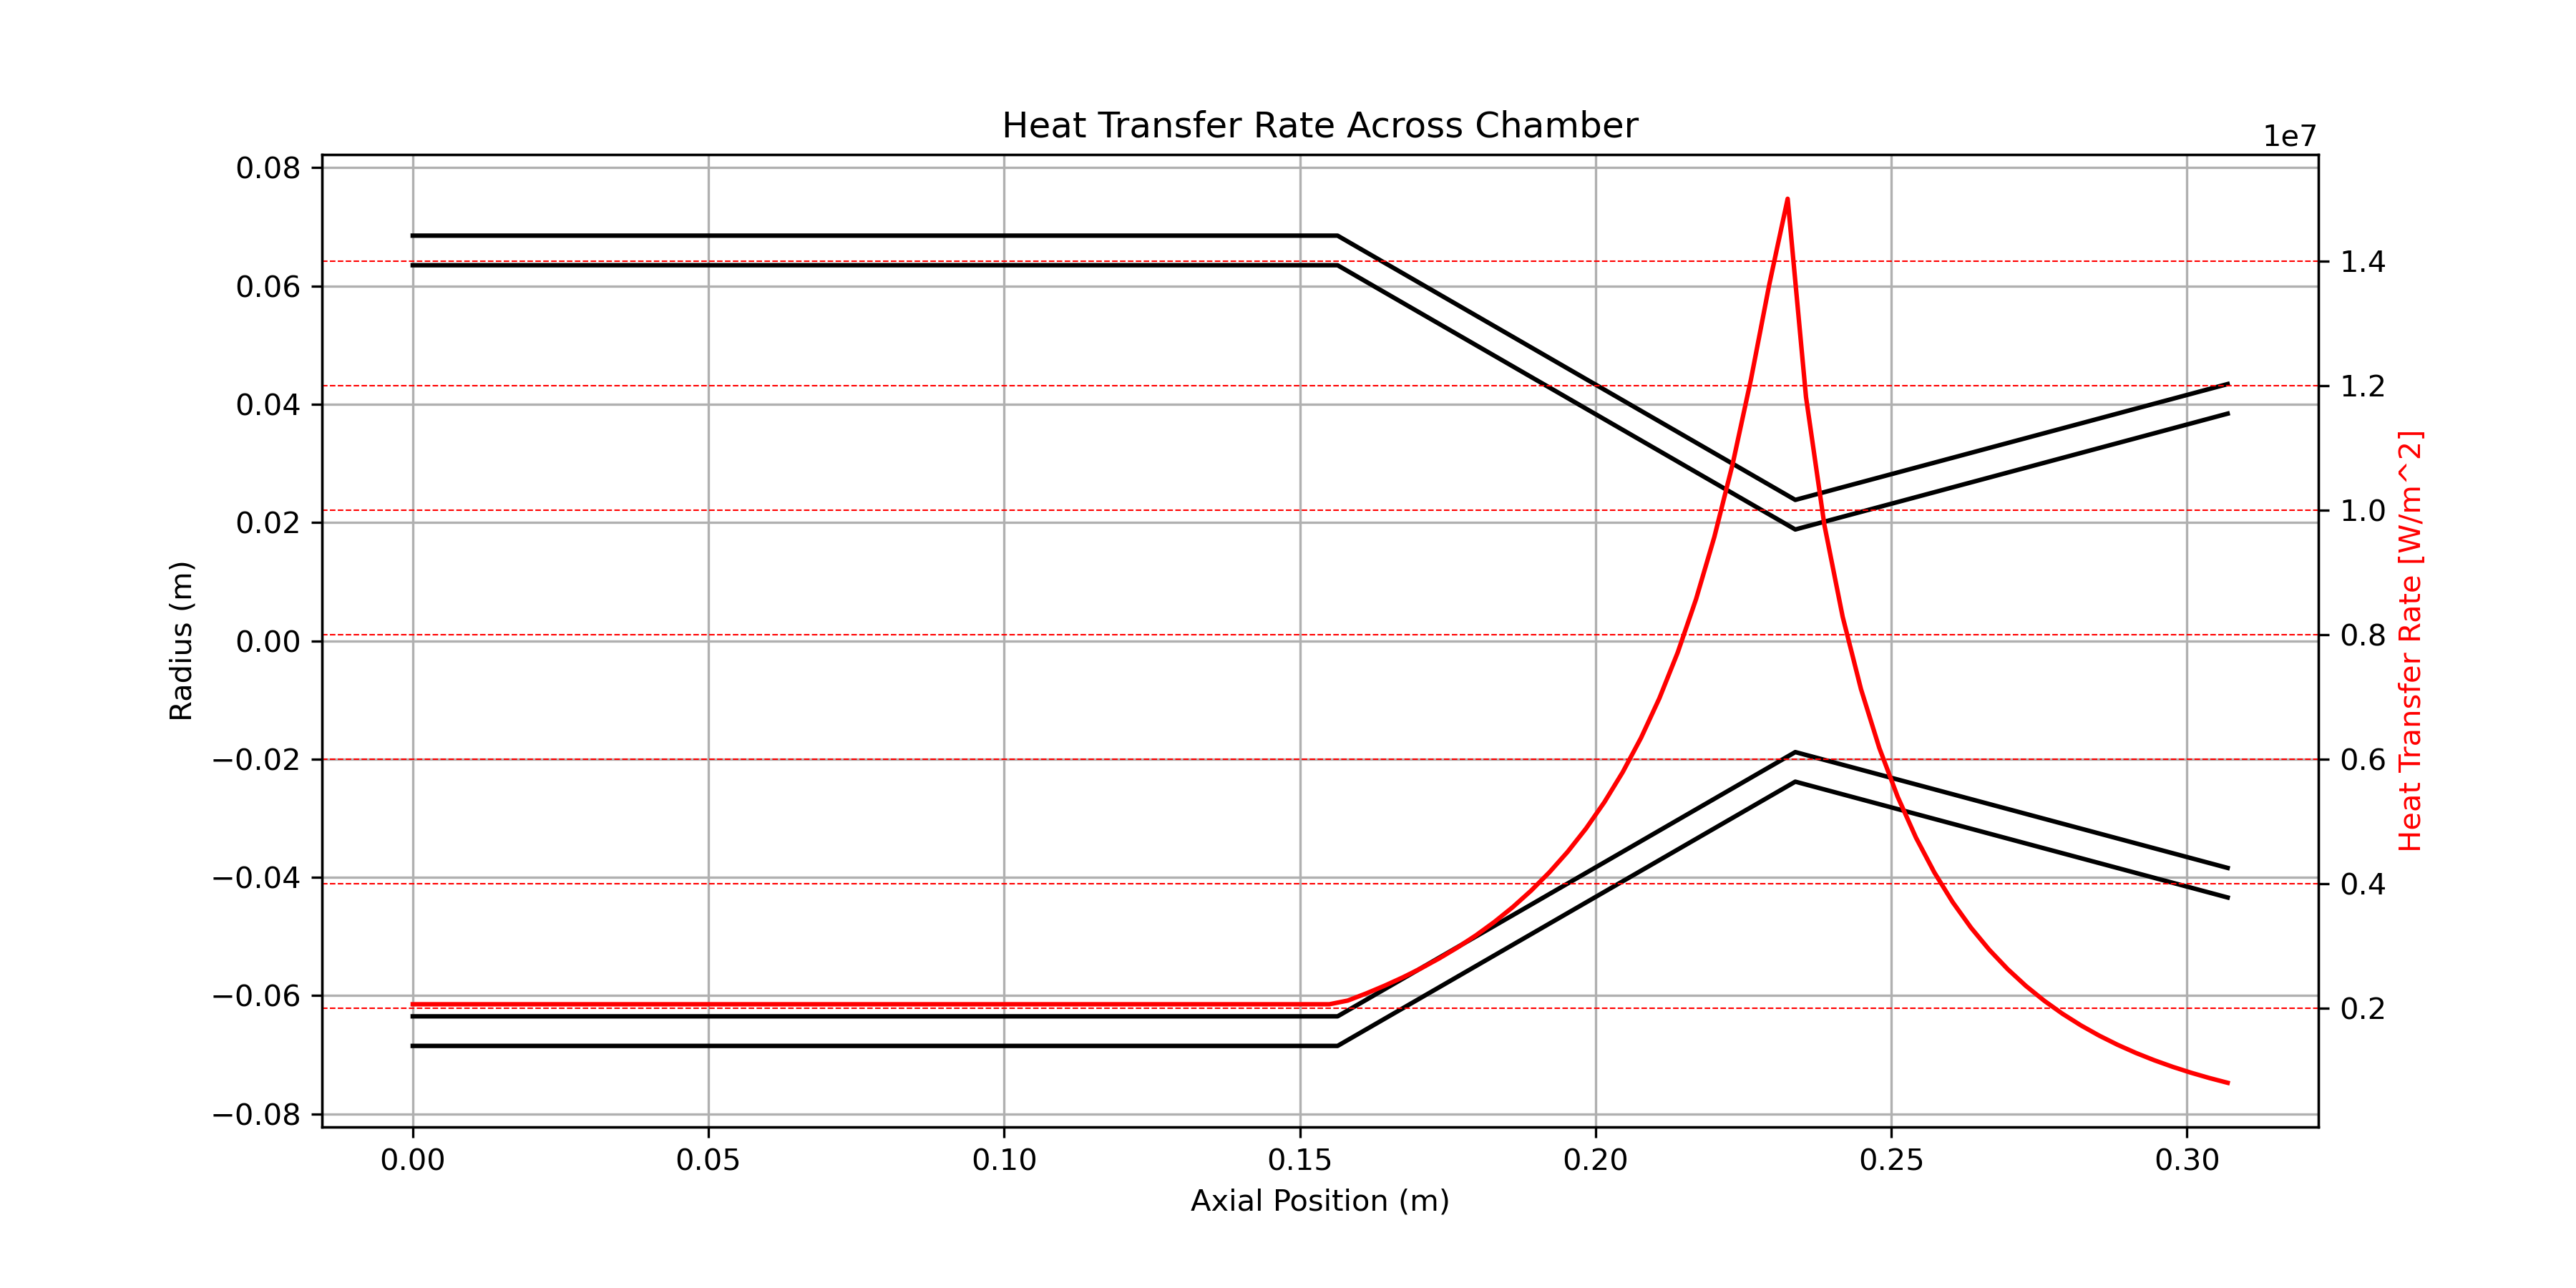 Heat Transfer Rate Across Chamber
1e7
0.08
0.06
0.04
0.02
0.00
−0.02
−0.04
−0.06
−0.08
Radius (m)
1.4
1.2
1.0
0.8
0.6
0.4
0.2
Heat Transfer Rate [W/m^2]
0.00 0.05 0.10 0.15 0.20 0.25 0.30
Axial Position (m)